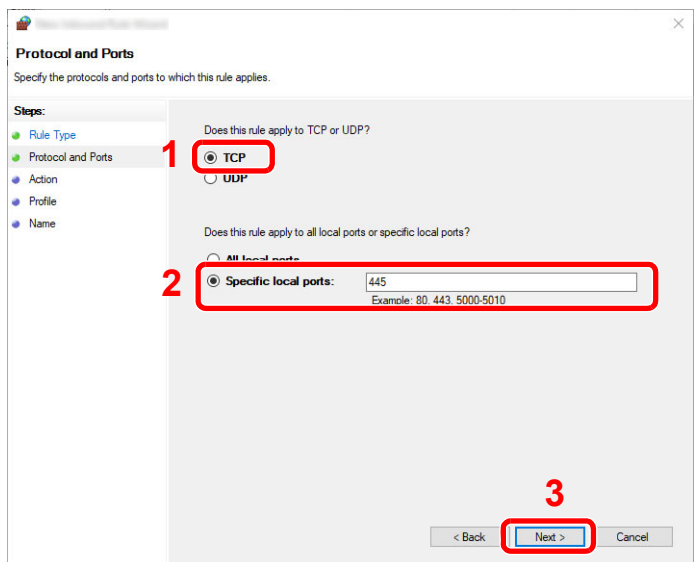 Protocol and Ports
Specify the protocols and ports to which this rule applies.
Steps:
Rule Type
Protocol and Ports
Action
Profile
Name
Does this rule apply to TCP or UDP?
1
TCP
UDP
Does this rule apply to all local ports or specific local ports?
All local ports
2
Specific local ports:
445
Example: 80, 443, 5000-5010
3
< Back
Next >
Cancel